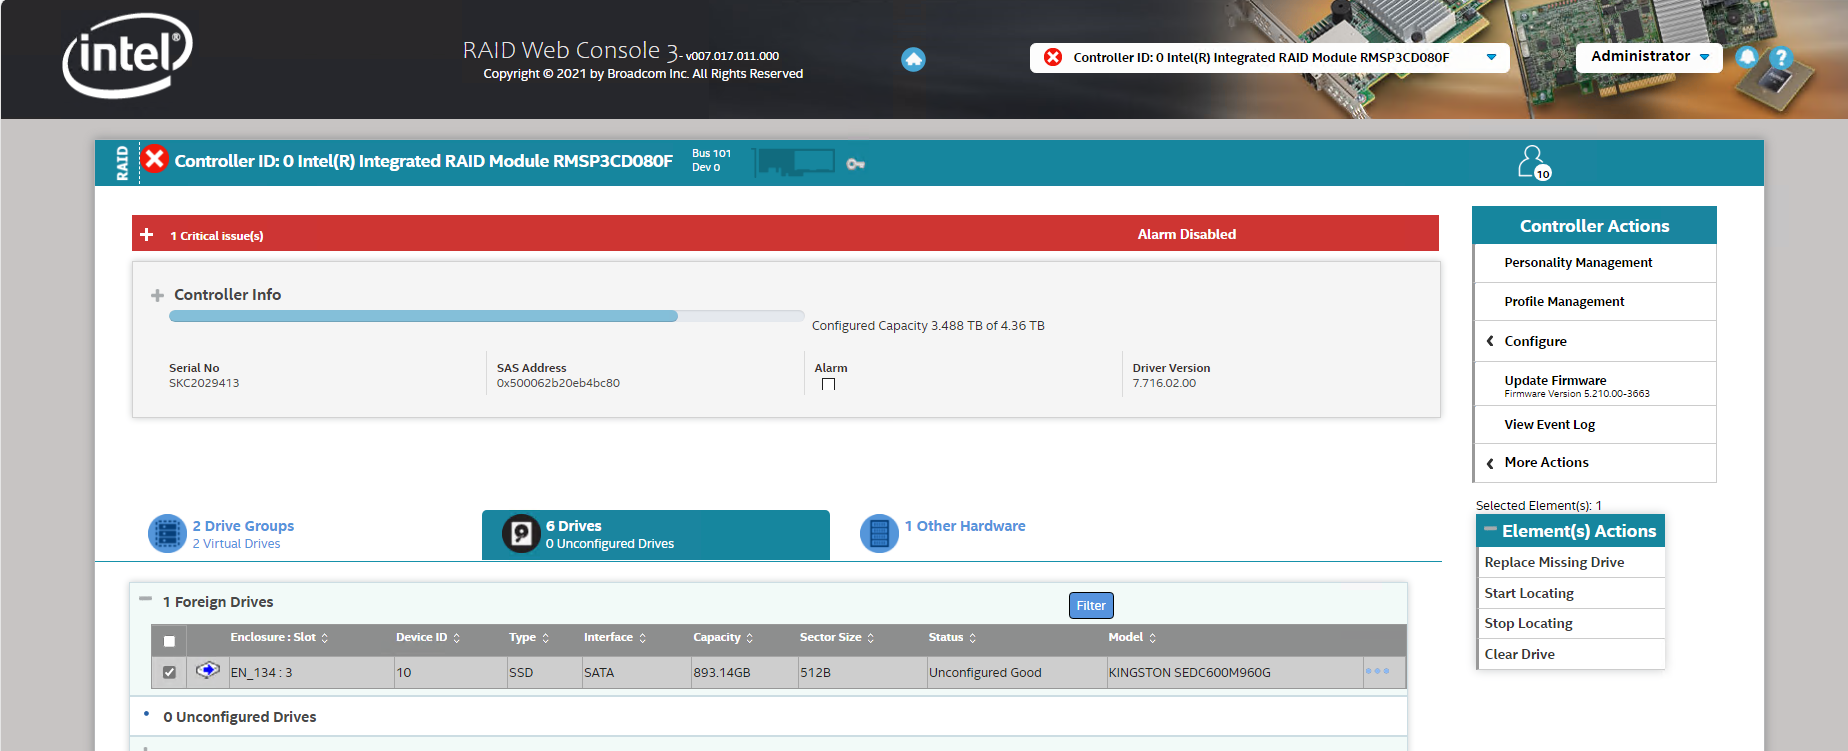 intel®
RAID Web Console 3- v007.017.011.000
Copyright © 2021 by Broadcom Inc. All Rights Reserved
Controller ID: 0 Intel(R) Integrated RAID Module RMSP3CD080F
Administrator
?
RAID
Controller ID: 0 Intel(R) Integrated RAID Module RMSP3CD080F
Bus 101
Dev 0
10
1 Critical issue(s)
Alarm Disabled
Controller Info
Configured Capacity 3.488 TB of 4.36 TB
Serial No
SKC2029413
SAS Address
0x500062b20eb4bc80
Alarm
Driver Version
7.716.02.00
Controller Actions
Personality Management
Profile Management
Configure
Update Firmware
Firmware Version 5.210.00-3663
View Event Log
More Actions
2 Drive Groups
2 Virtual Drives
6 Drives
0 Unconfigured Drives
1 Other Hardware
Selected Element(s): 1
Element(s) Actions
Replace Missing Drive
Start Locating
Stop Locating
Clear Drive
1 Foreign Drives
Filter
Enclosure : Slot Device ID Type Interface Capacity Sector Size Status Model
EN_134 : 3 10 SSD SATA 893.14GB 512B Unconfigured Good KINGSTON SEDC600M960G
0 Unconfigured Drives